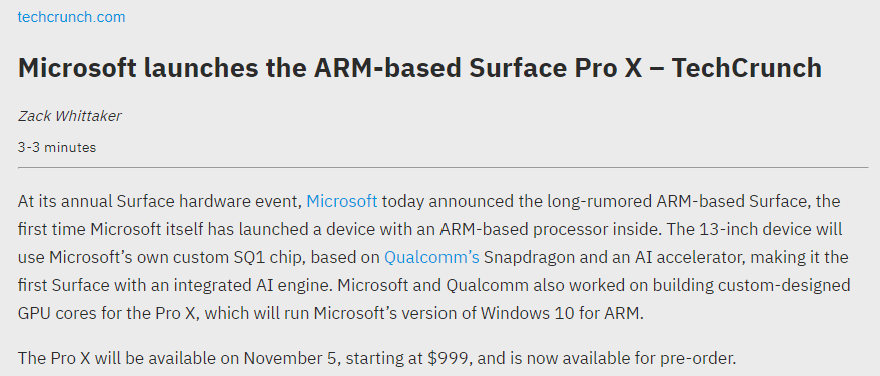 techcrunch.com
Microsoft launches the ARM-based Surface Pro X – TechCrunch
Zack Whittaker
3-3 minutes
At its annual Surface hardware event, Microsoft today announced the long-rumored ARM-based Surface, the
first time Microsoft itself has launched a device with an ARM-based processor inside. The 13-inch device will
use Microsoft’s own custom SQ1 chip, based on Qualcomm’s Snapdragon and an AI accelerator, making it the
first Surface with an integrated AI engine. Microsoft and Qualcomm also worked on building custom-designed
GPU cores for the Pro X, which will run Microsoft’s version of Windows 10 for ARM.
The Pro X will be available on November 5, starting at $999, and is now available for pre-order.